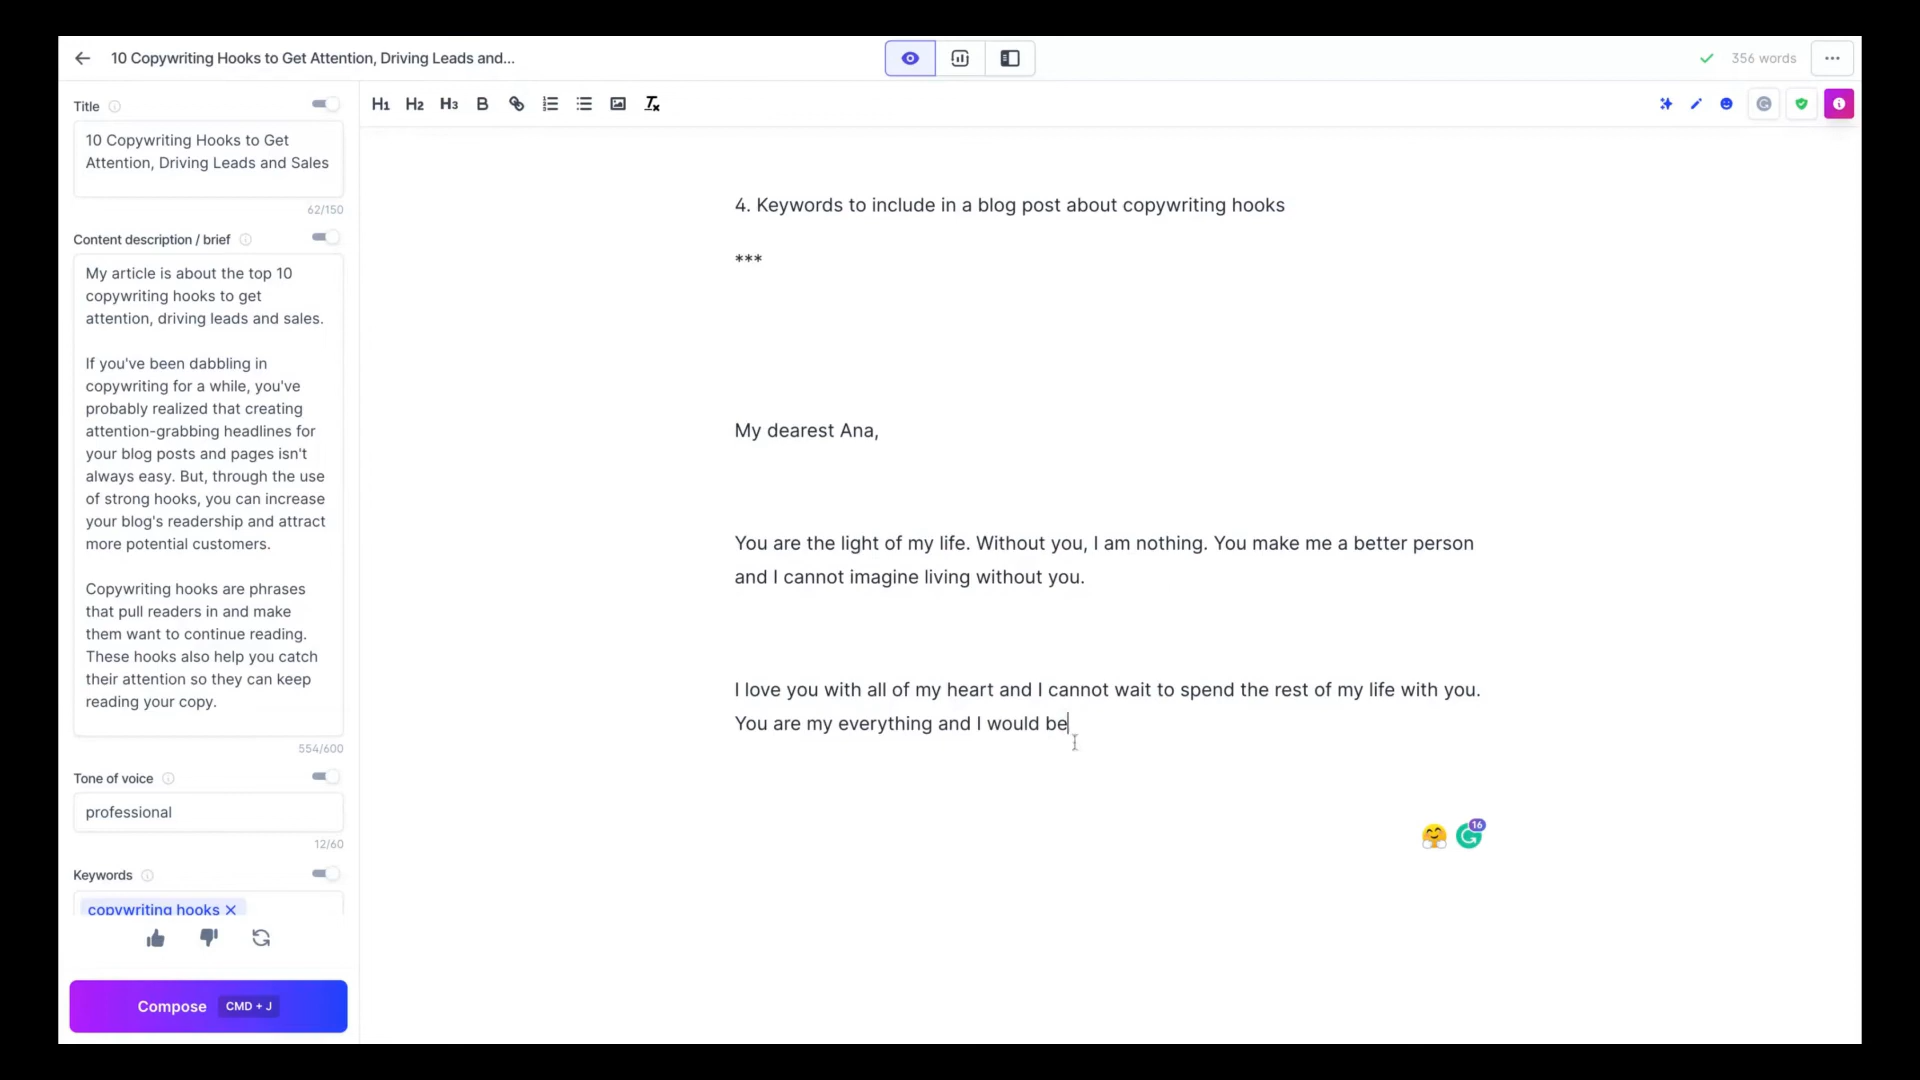 10 Copywriting Hooks to Get Attention, Driving Leads and...
356 words
Title
H1 H2 H3 B
10 Copywriting Hooks to Get
Attention, Driving Leads and Sales
62/150
Content description / brief
My article is about the top 10
copywriting hooks to get
attention, driving leads and sales.
If you've been dabbling in
copywriting for a while, you've
probably realized that creating
attention-grabbing headlines for
your blog posts and pages isn't
always easy. But, through the use
of strong hooks, you can increase
your blog's readership and attract
more potential customers.
Copywriting hooks are phrases
that pull readers in and make
them want to continue reading.
These hooks also help you catch
their attention so they can keep
reading your copy.
554/600
Tone of voice
professional
12/60
Keywords
copywriting hooks
Compose CMD + J
4. Keywords to include in a blog post about copywriting hooks
***
My dearest Ana,
You are the light of my life. Without you, I am nothing. You make me a better person
and I cannot imagine living without you.
I love you with all of my heart and I cannot wait to spend the rest of my life with you.
You are my everything and I would be
16